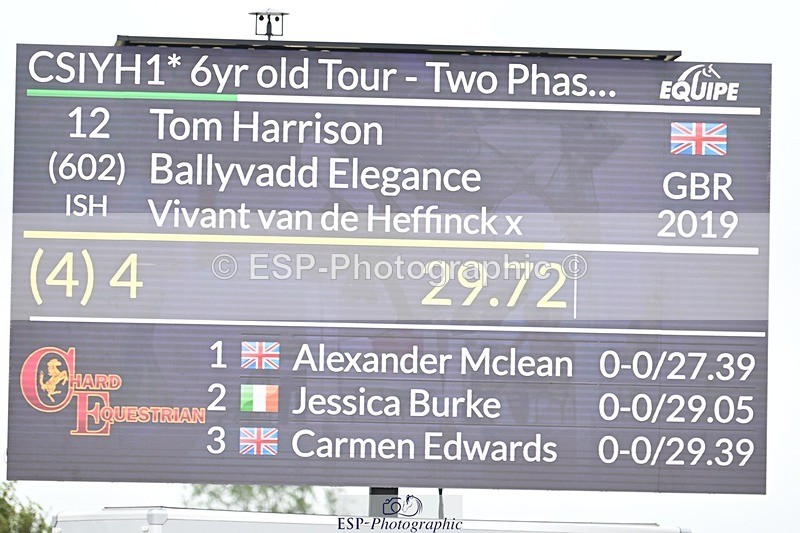 CSIYH1* 6yr old Tour - Two Phas...
EQUIPE
12 Tom Harrison
(602) Ballyvadd Elegance GBR
ISH Vivant van de Heffinck x 2019
(4) 4 29.72
© ESP-Photographic ©
CHARD
EQUESTRIAN
1 Alexander Mclean 0-0/27.39
2 Jessica Burke 0-0/29.05
3 Carmen Edwards 0-0/29.39
ESP-Photographic